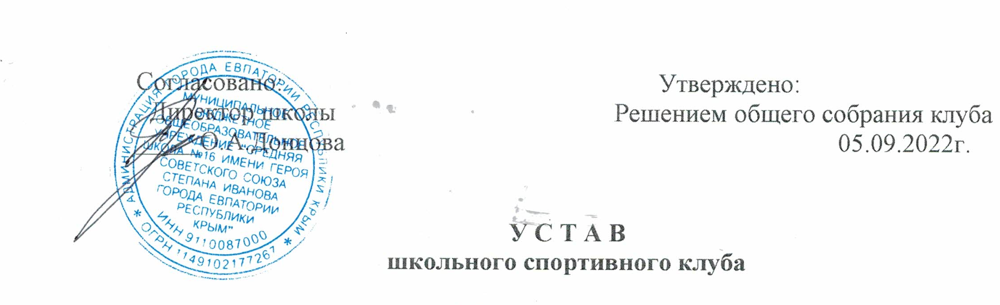 Согласовано:
Директор школы
О.А.Донцова
Утверждено:
Решением общего собрания клуба
05.09.2022г.
АДМИНИСТРАЦИЯ ГОРОДА ЕВПАТОРИИ РЕСПУБЛИКИ КРЫМ
* ОГРН 1149102177267 *
МУНИЦИПАЛЬНОЕ
БЮДЖЕТНОЕ
ОБЩЕОБРАЗОВАТЕЛЬНОЕ
УЧРЕЖДЕНИЕ "СРЕДНЯЯ
ШКОЛА №16 ИМЕНИ ГЕРОЯ
СОВЕТСКОГО СОЮЗА
СТЕПАНА ИВАНОВА
ГОРОДА ЕВПАТОРИИ
РЕСПУБЛИКИ
КРЫМ"
ИНН 9110087000
У С Т А В
школьного спортивного клуба